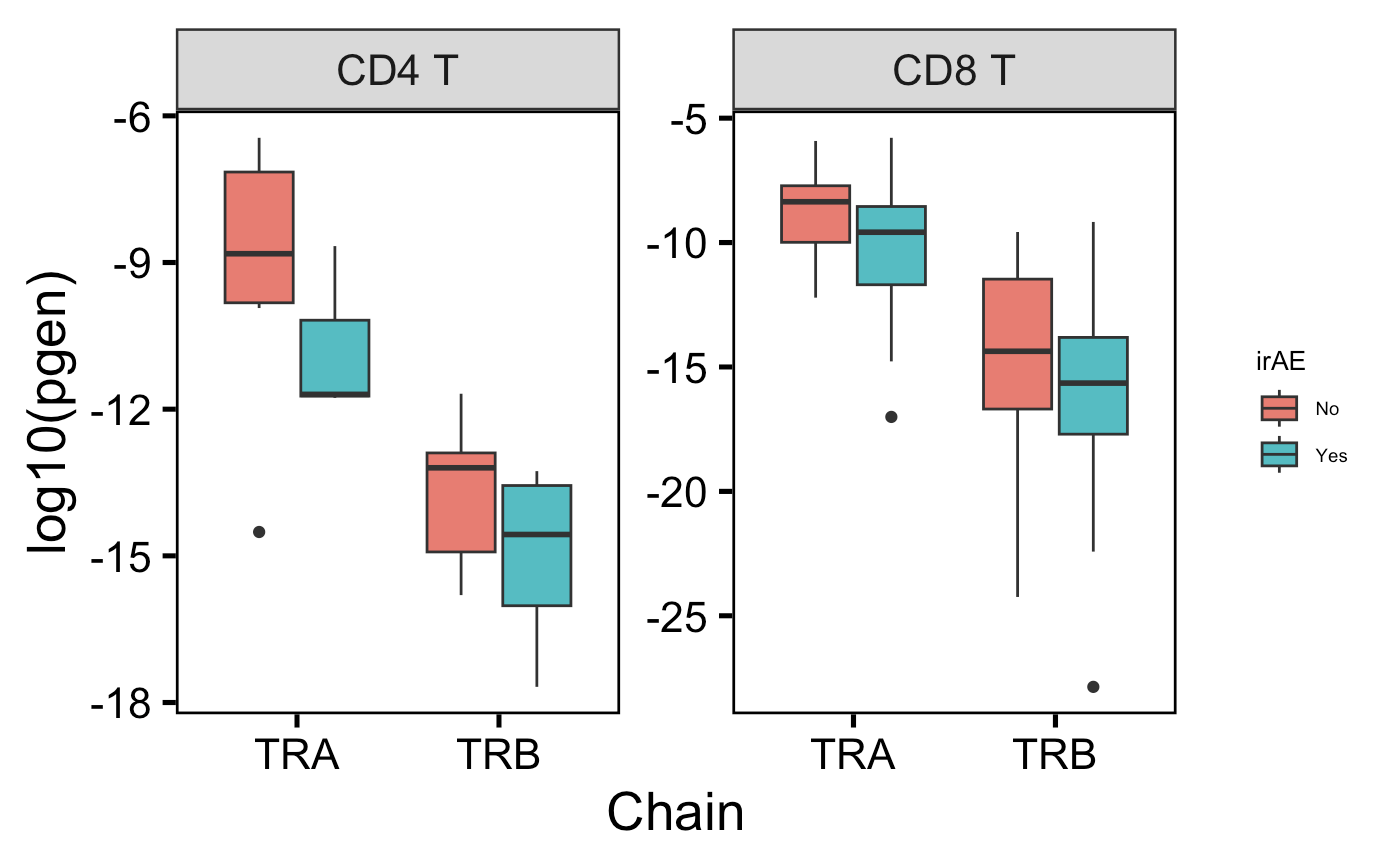 CD4 T
CD8 T
log10(pgen)
-6
-9
-12
-15
-18
-5
-10
-15
-20
-25
TRA
TRB
TRA
TRB
Chain
irAE
No
Yes